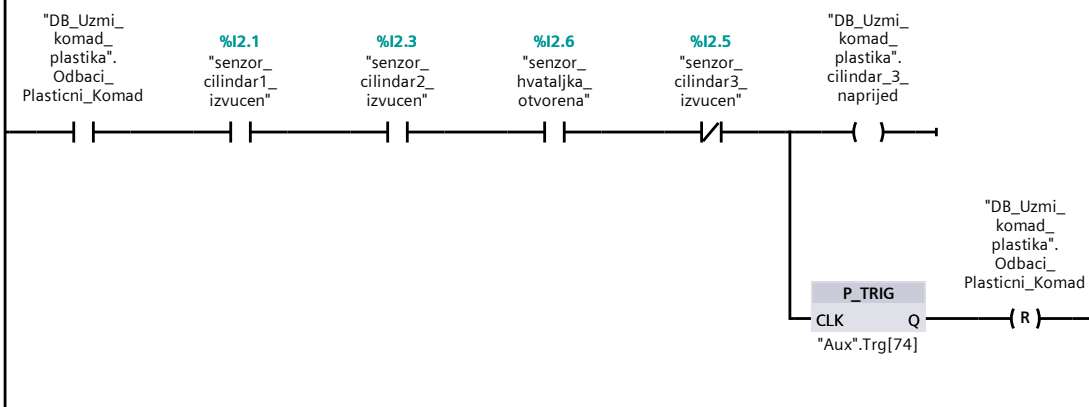 "DB_Uzmi_
komad_
plastika".
Odbaci_
Plasticni_Komad
%I2.1
"senzor_
cilindar1_
izvucen"
%I2.3
"senzor_
cilindar2_
izvucen"
%I2.6
"senzor_
hvataljka_
otvorena"
%I2.5
"senzor_
cilindar3_
izvucen"
"DB_Uzmi_
komad_
plastika".
cilindar_3_
naprijed
"DB_Uzmi_
komad_
plastika".
Odbaci_
Plasticni_Komad
P_TRIG
CLK Q
R
"Aux".Trg[74]